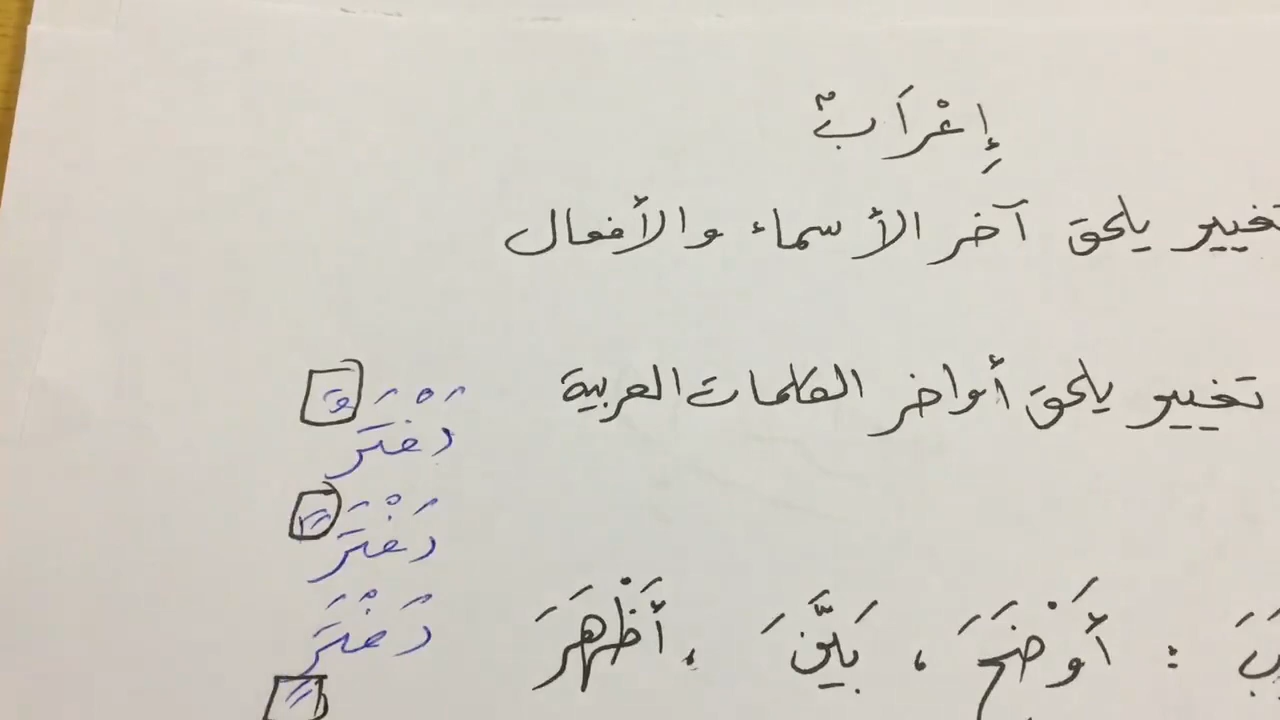 إِعْرَابٌ
تغيير يلحق آخر الأسماء والأفعال
تغيير يلحق أواخر الكلمات العربية
دَفْتَرٌ
دَفْتَرً
دَفْتَرٍ
: أَوْضَحَ ، بَيَّنَ ، أَظْهَرَ